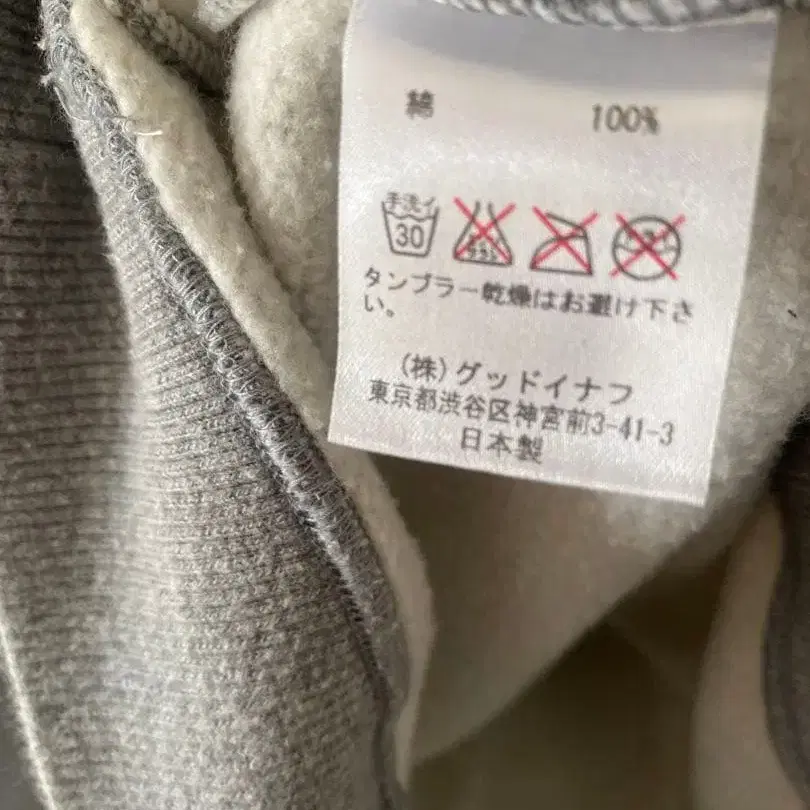 綿 100%
手洗イ
30
タンブラー乾燥はお避け下さ
い。
(株)グッドイナフ
東京都渋谷区神宮前3-41-3
日本製